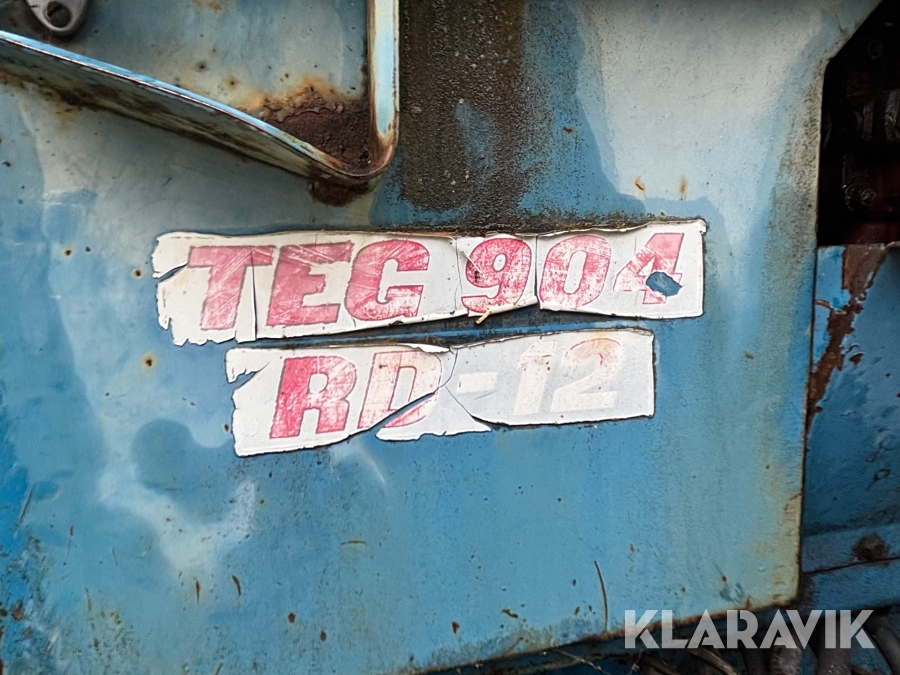 TEG 904
RD-12
KLARAVIK